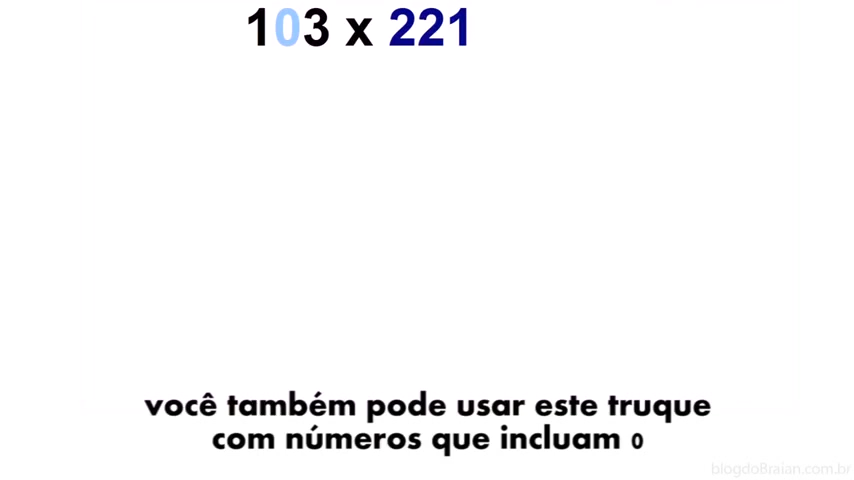 103 x 221
você também pode usar este truque
com números que incluam 0
blogdoBraian.com.br